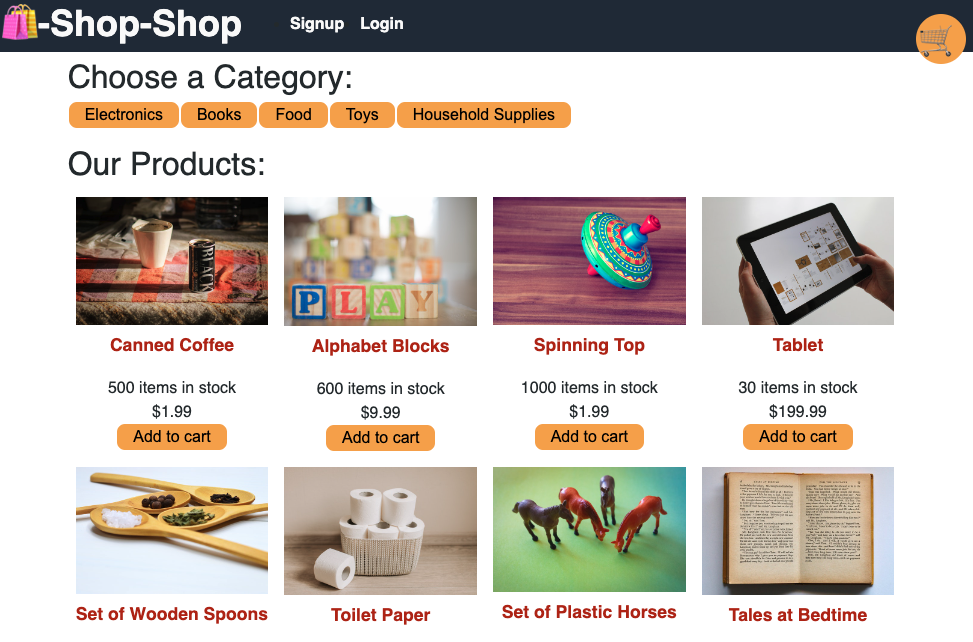 -Shop-Shop Signup Login
Choose a Category:
Electronics Books Food Toys Household Supplies
Our Products:
BLACK
PLAY
Canned Coffee Alphabet Blocks Spinning Top Tablet
500 items in stock 600 items in stock 1000 items in stock 30 items in stock
$1.99 $9.99 $1.99 $199.99
Add to cart Add to cart Add to cart Add to cart
Set of Wooden Spoons Toilet Paper Set of Plastic Horses Tales at Bedtime